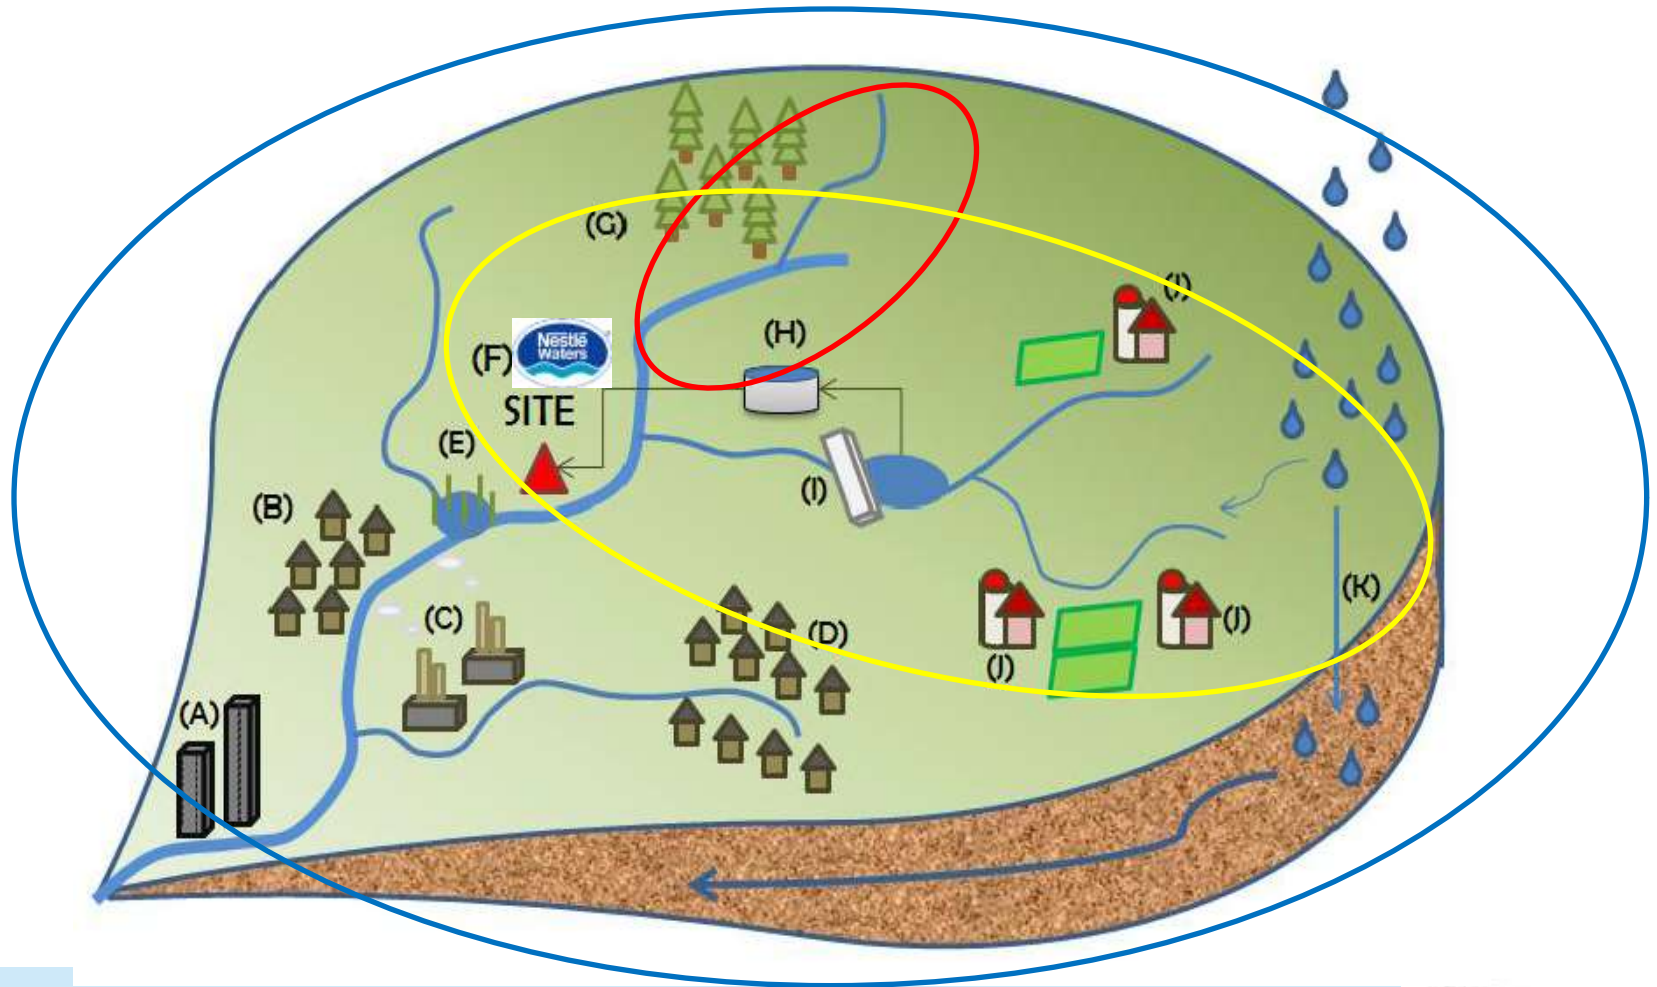 (G)
(J)
(H)
Nestlé
Waters
(F)
SITE
(E)
(I)
(B)
(K)
(C)
(D)
(J)
(J)
(A)